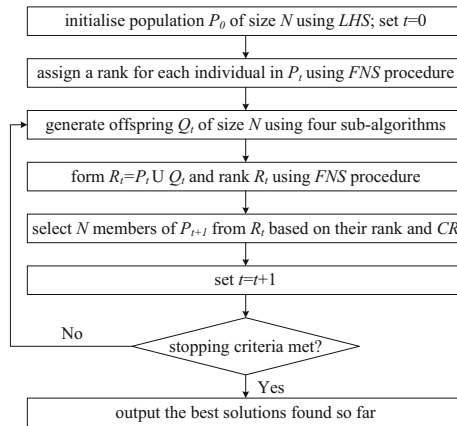 initialise population P₀ of size N using LHS; set t=0
assign a rank for each individual in Pₜ using FNS procedure
generate offspring Qₜ of size N using four sub-algorithms
form Rₜ=Pₜ U Qₜ and rank Rₜ using FNS procedure
select N members of Pₜ₊₁ from Rₜ based on their rank and CR
set t=t+1
No
stopping criteria met?
Yes
output the best solutions found so far